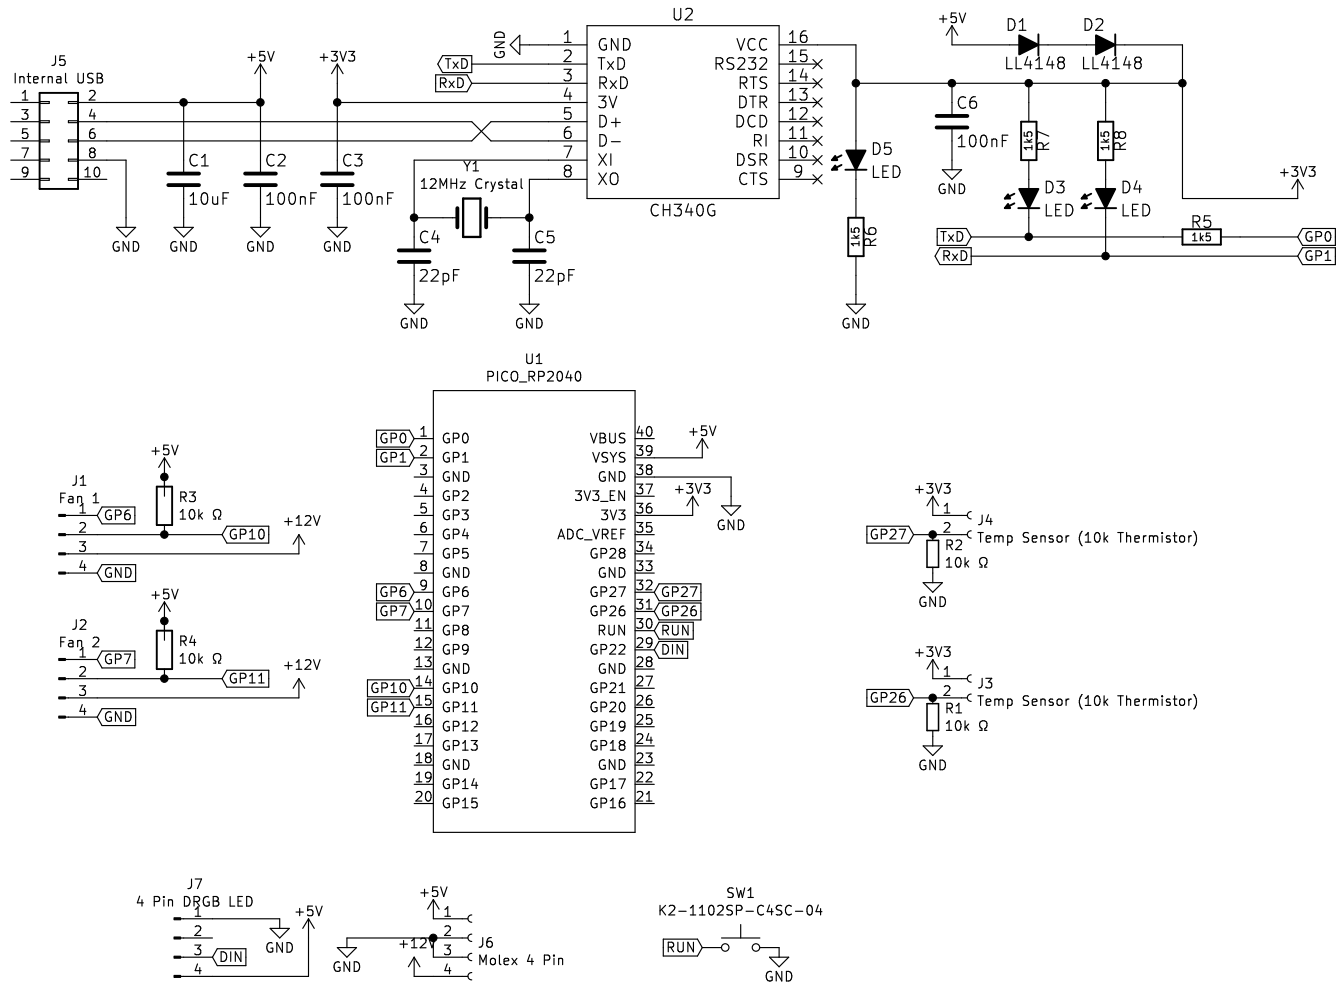 J5
Internal USB
1 2
3 4
5 6
7 8
9 10
+5V
+3V3
C1
10uF
C2
100nF
C3
100nF
GND
GND
GND
GND
TxD
RxD
GND
Y1
12MHz Crystal
C4
22pF
C5
22pF
GND
GND
U2
1 GND VCC 16
2 TxD RS232 15
3 RxD RTS 14
4 3V DTR 13
5 D+ DCD 12
6 D- RI 11
7 XI DSR 10
8 XO CTS 9
CH340G
D5
LED
1k5 R6
GND
+5V
D1
LL4148
D2
LL4148
C6
100nF
GND
1k5 R7
1k5 R8
D3
LED
D4
LED
+3V3
TxD
RxD
R5
1k5
GP0
GP1
U1
PICO_RP2040
GP0 1 GP0 VBUS 40
GP1 2 GP1 VSYS 39 +5V
3 GND GND 38 GND
4 GP2 3V3_EN 37
5 GP3 3V3 36 +3V3
6 GP4 ADC_VREF 35
7 GP5 GP28 34
8 GND GND 33
GP6 9 GP6 GP27 32 GP27
GP7 10 GP7 GP26 31 GP26
11 GP8 RUN 30 RUN
12 GP9 GP22 29 DIN
13 GND GND 28
GP10 14 GP10 GP21 27
GP11 15 GP11 GP20 26
16 GP12 GP19 25
17 GP13 GP18 24
18 GND GND 23
19 GP14 GP17 22
20 GP15 GP16 21
J1
Fan 1
1 GP6
2 GP10
3 +12V
4 GND
+5V
R3
10k Ω
J2
Fan 2
1 GP7
2 GP11
3 +12V
4 GND
+5V
R4
10k Ω
+3V3
1
GP27 2
J4
Temp Sensor (10k Thermistor)
R2
10k Ω
GND
+3V3
1
GP26 2
J3
Temp Sensor (10k Thermistor)
R1
10k Ω
GND
J7
4 Pin DRGB LED
1 GND
2
3 DIN
4 +5V
+5V
1
2
3
+12V 4
GND
J6
Molex 4 Pin
SW1
K2-1102SP-C4SC-04
RUN
GND